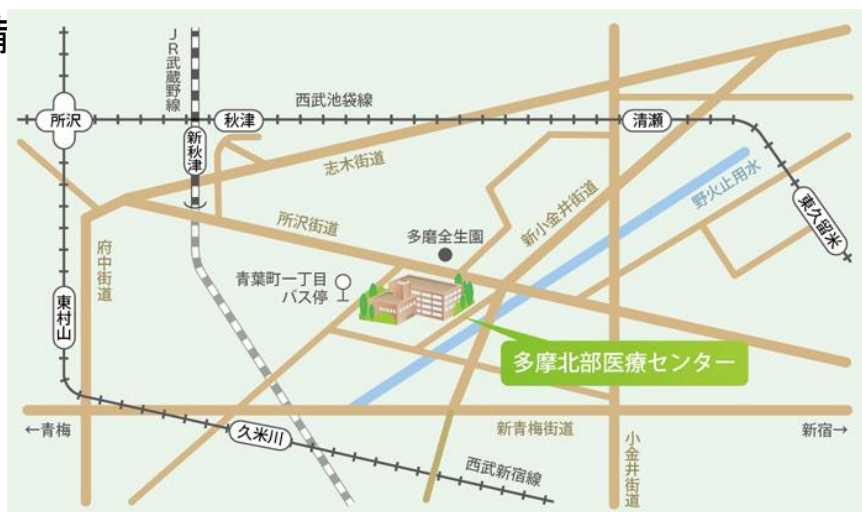 備
JR武蔵野線
西武池袋線
所沢
秋津
清瀬
新秋津
志木街道
野火止用水
所沢街道
新小金井街道
東久留米
多磨全生園
府中街道
青葉町一丁目
バス停
東村山
多摩北部医療センター
←青梅
久米川
新青梅街道
新宿→
小金井街道
西武新宿線